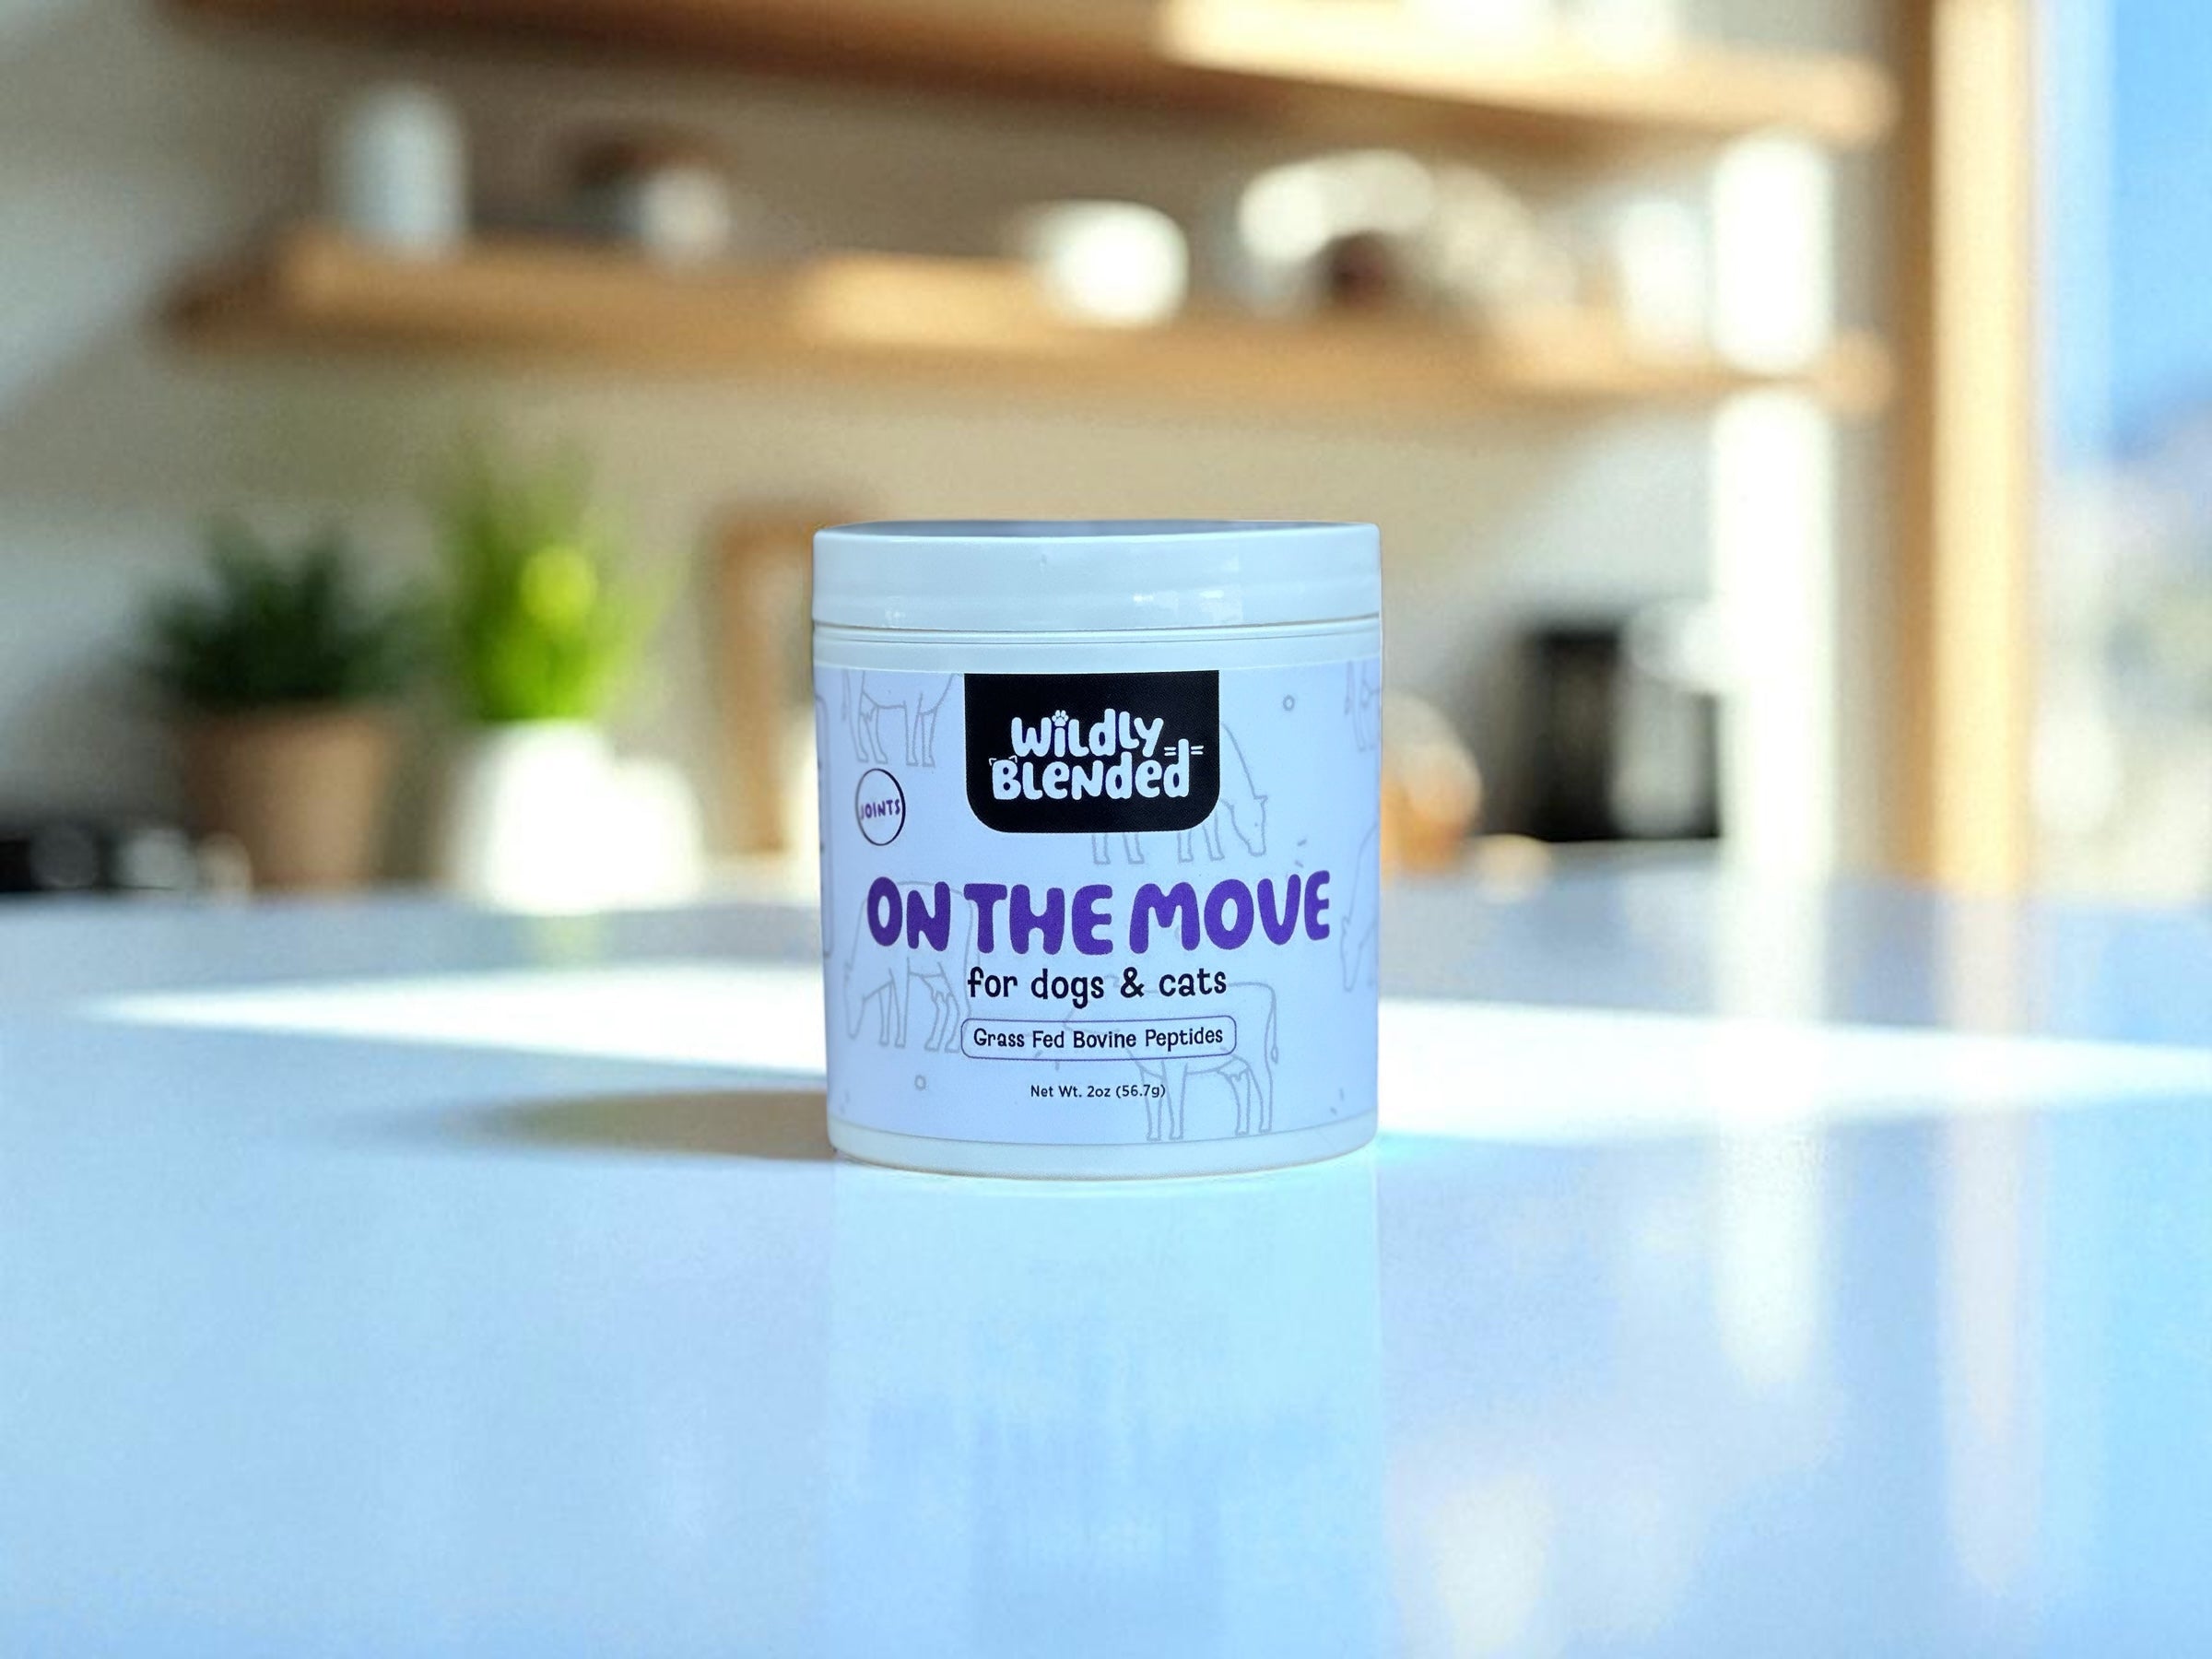 Wildly
Blended
JOINTS
ON THE MOVE
for dogs & cats
Grass Fed Bovine Peptides
Net Wt. 2oz (56.7g)